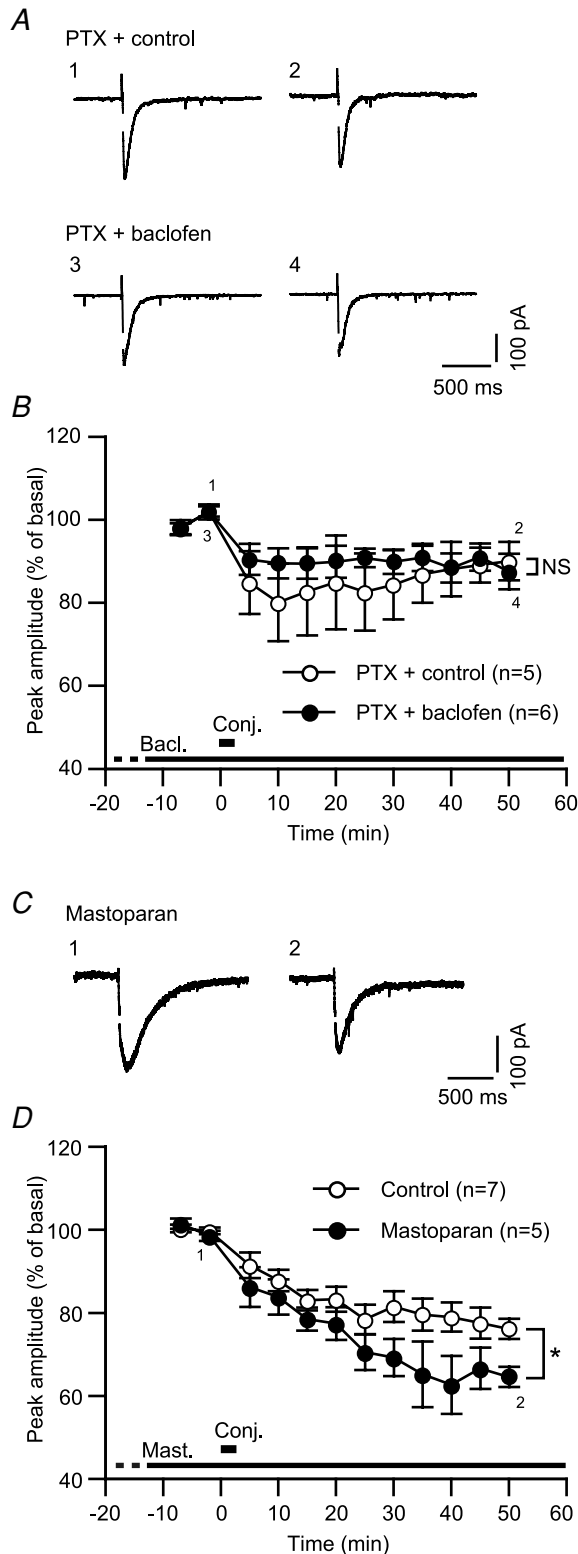 A
PTX + control
1
2
PTX + baclofen
3
4
100 pA
500 ms
B
120
100
80
60
40
Peak amplitude (% of basal)
1
3
2
NS
4
PTX + control (n=5)
PTX + baclofen (n=6)
Conj.
Bacl.
-20 -10 0 10 20 30 40 50 60
Time (min)
C
Mastoparan
1
2
100 pA
500 ms
D
120
100
80
60
40
Peak amplitude (% of basal)
Control (n=7)
Mastoparan (n=5)
1
*
2
Conj.
Mast.
-20 -10 0 10 20 30 40 50 60
Time (min)